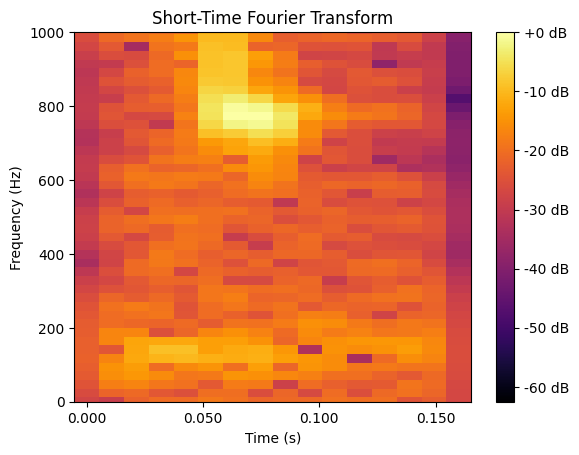 Short-Time Fourier Transform
1000
800
600
400
200
0
Frequency (Hz)
0.000
0.050
0.100
0.150
Time (s)
+0 dB
-10 dB
-20 dB
-30 dB
-40 dB
-50 dB
-60 dB